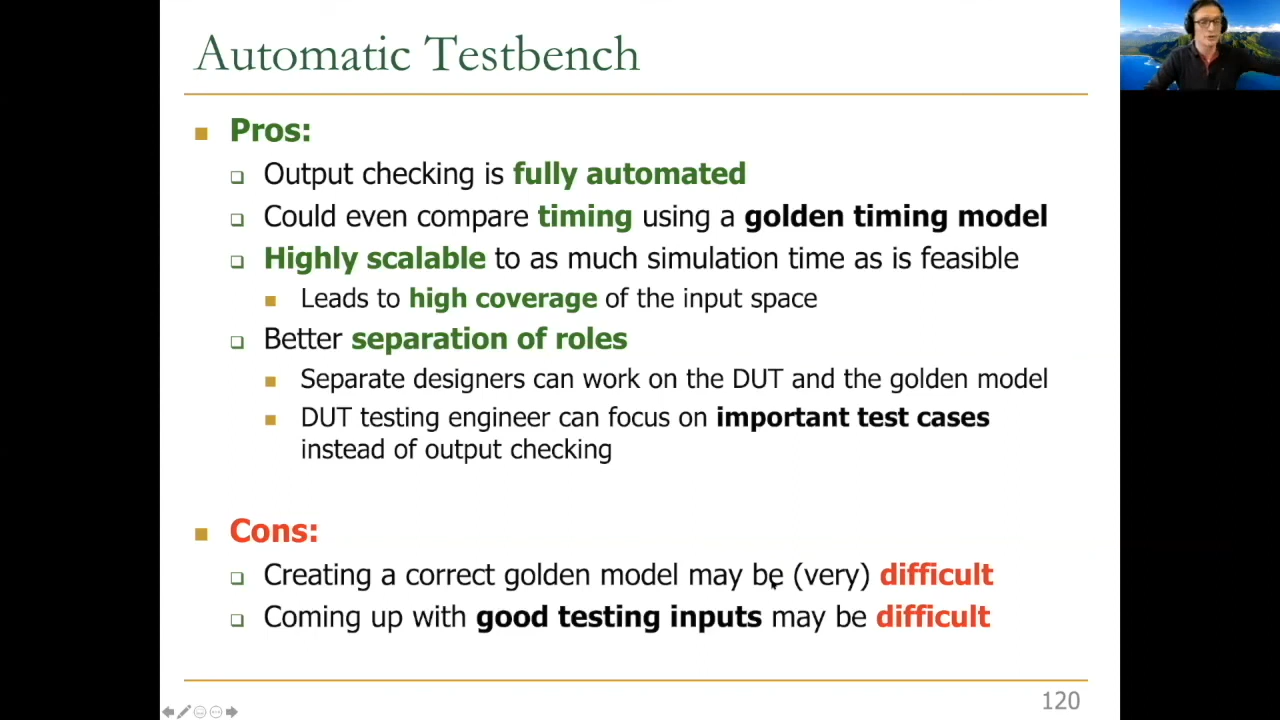 Automatic Testbench
Pros:
Output checking is fully automated
Could even compare timing using a golden timing model
Highly scalable to as much simulation time as is feasible
Leads to high coverage of the input space
Better separation of roles
Separate designers can work on the DUT and the golden model
DUT testing engineer can focus on important test cases
instead of output checking
Cons:
Creating a correct golden model may be (very) difficult
Coming up with good testing inputs may be difficult
120